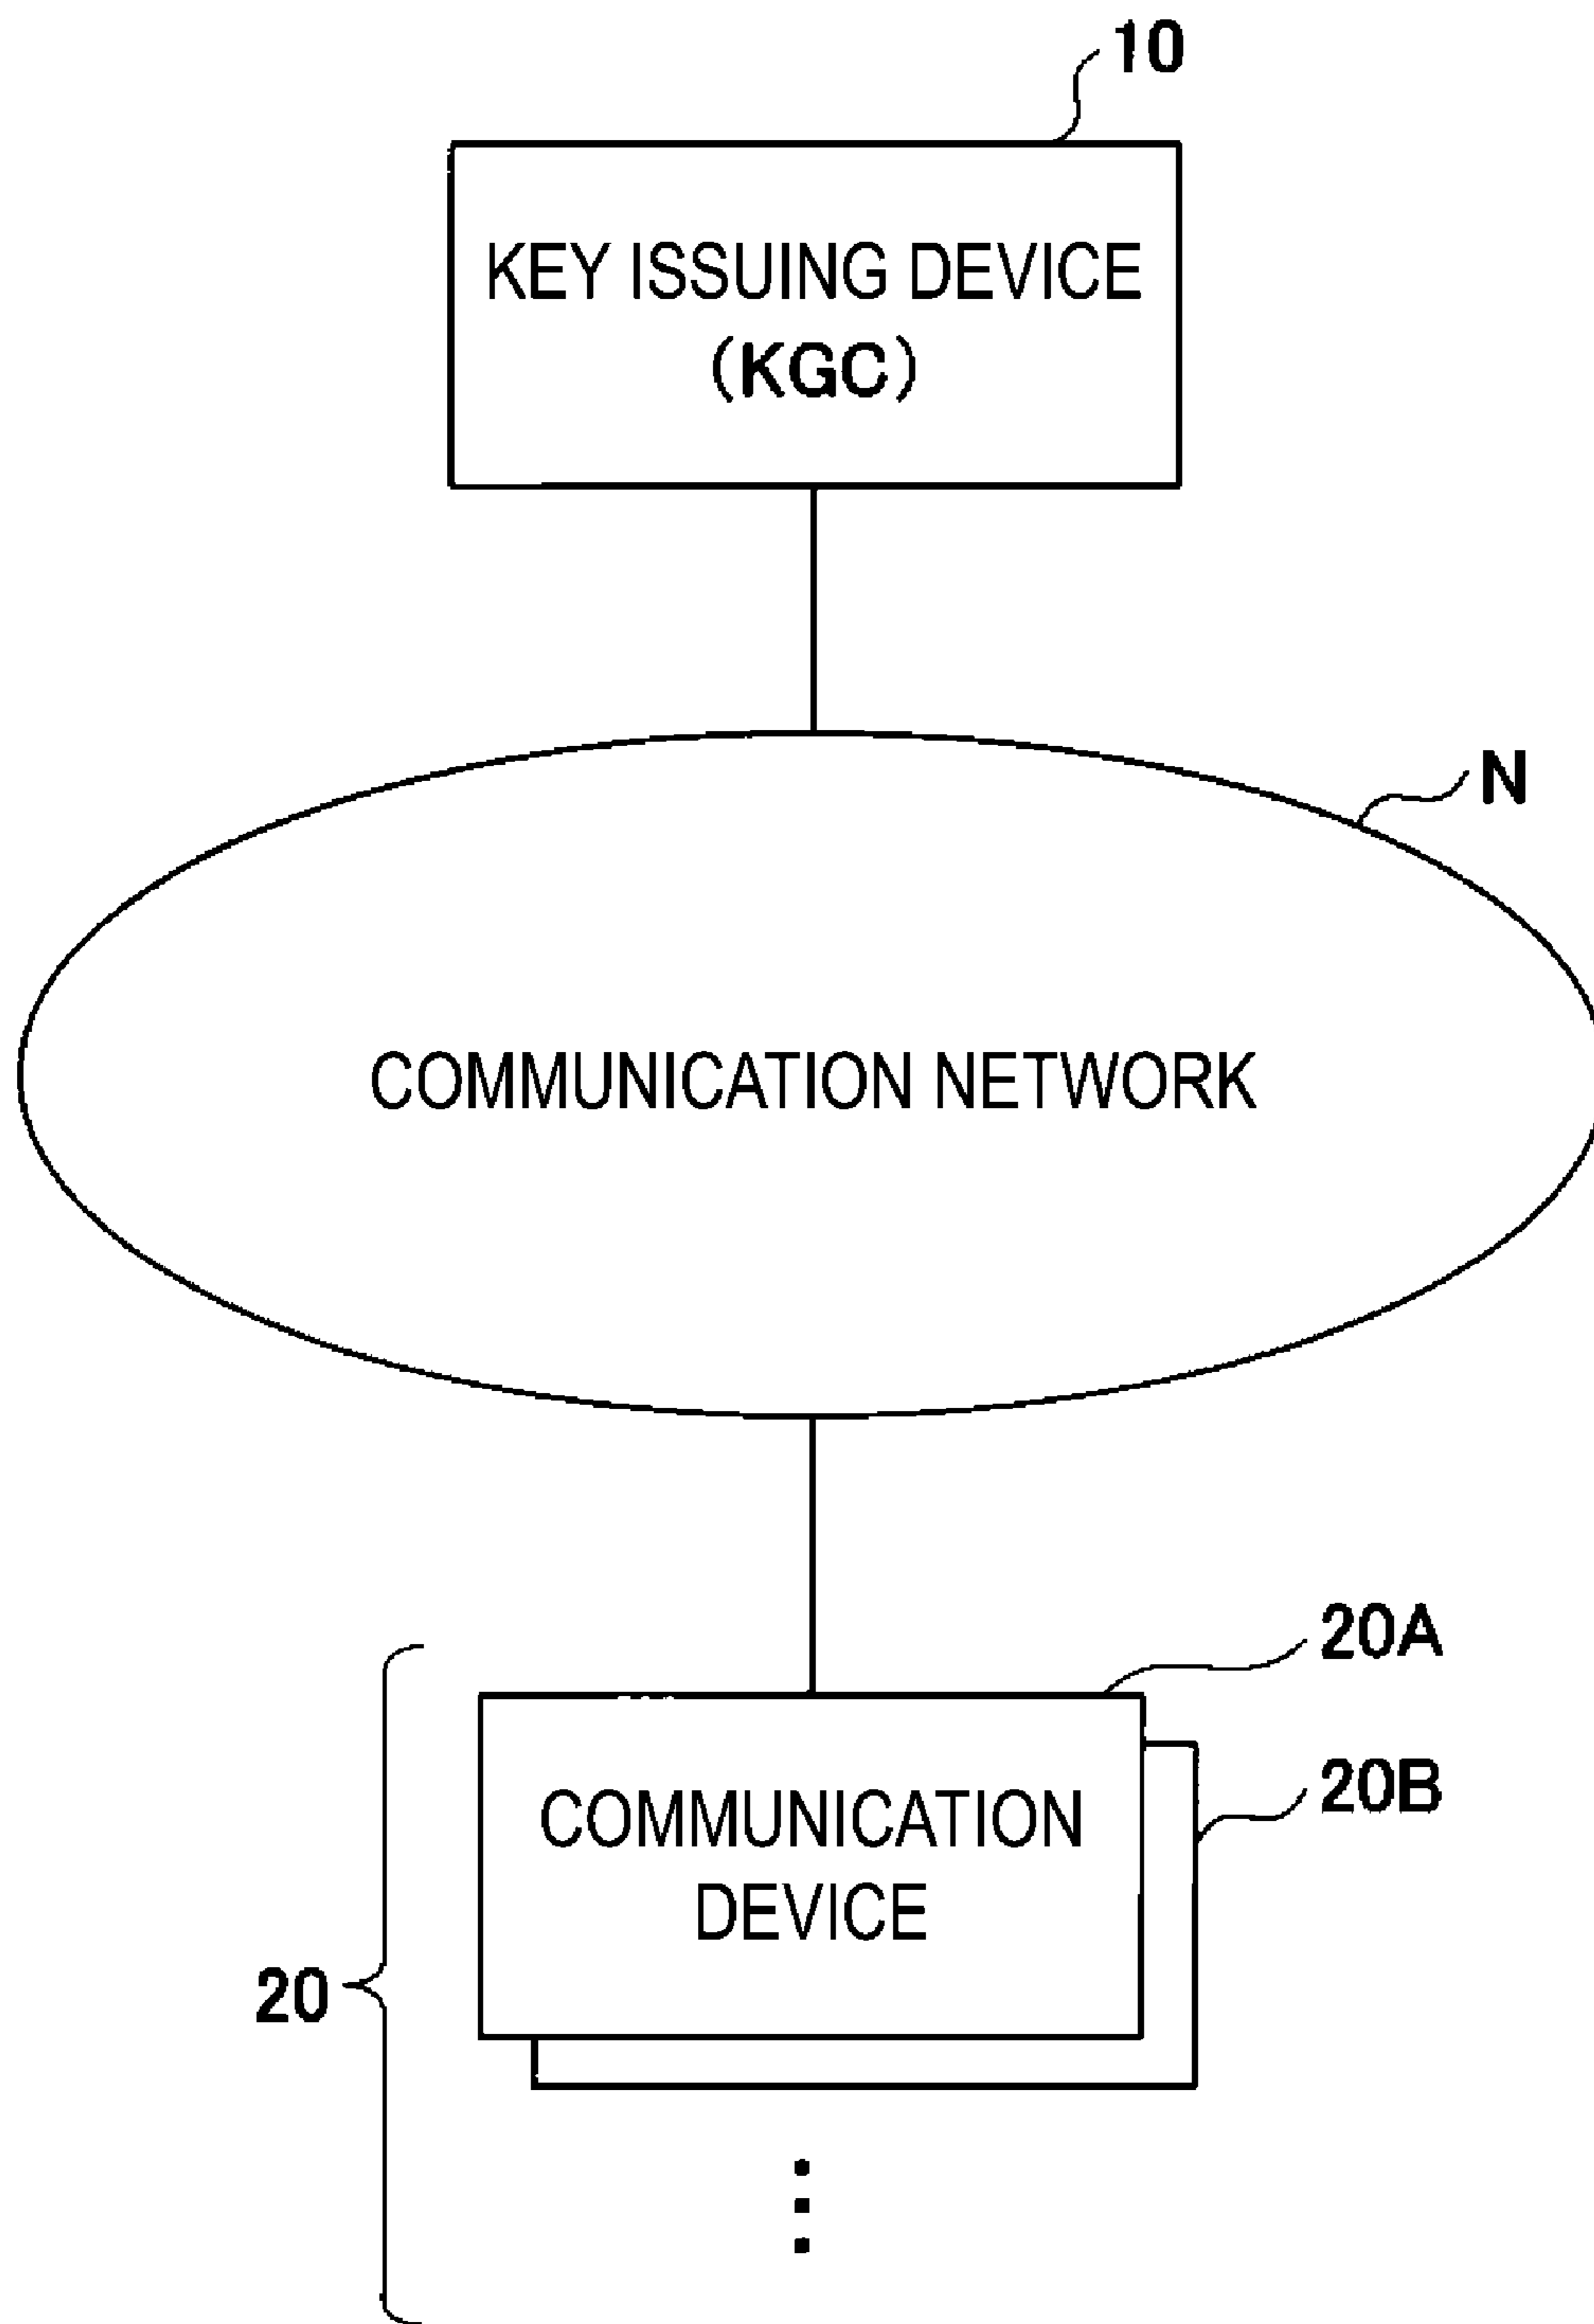 10
KEY ISSUING DEVICE
(KGC)
N
COMMUNICATION NETWORK
20A
20B
COMMUNICATION
DEVICE
20